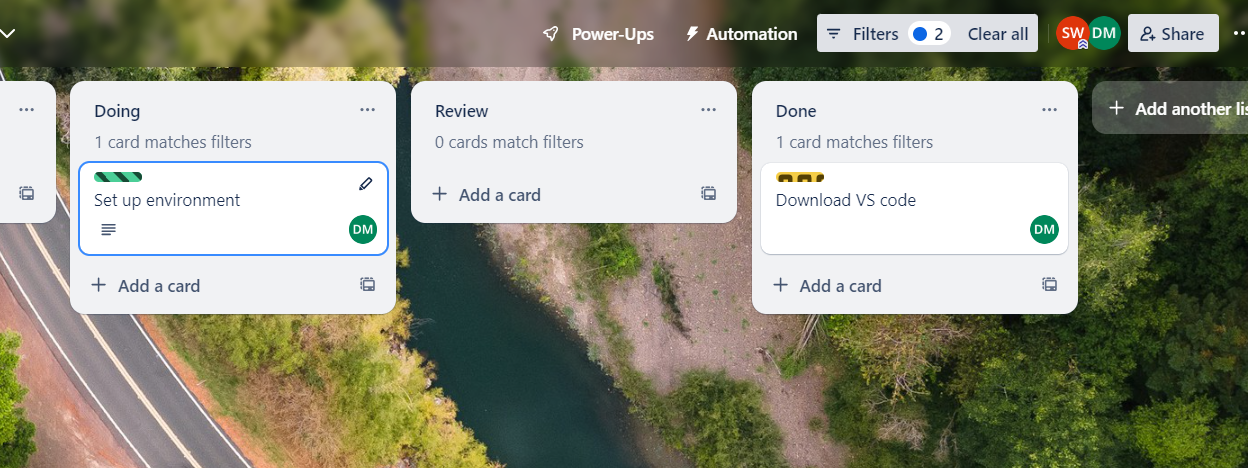 Power-Ups Automation Filters 2 Clear all SW DM Share
Doing
1 card matches filters
Set up environment
DM
Add a card
Review
0 cards match filters
Add a card
Done
1 card matches filters
Download VS code
DM
Add a card
Add another lis